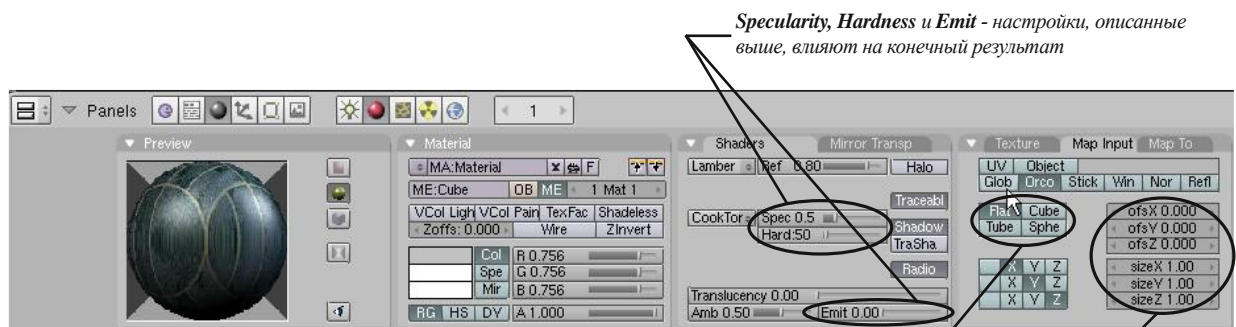 Specularity, Hardness и Emit - настройки, описанные
выше, влияют на конечный результат
Panels 1
Preview
Material
MA:Material F
ME:Cube OB ME 1 Mat 1
VCol Ligh VCol Pain TexFac Shadeless
Zoffs: 0.000 Wire ZInvert
Col R 0.756
Spe G 0.756
Mir B 0.756
RG HS DV A 1.000
Shaders Mirror Transp
Lamber Ref 0.80 Halo
Traceabl
CookTor Spec 0.5 Shadow
Hard:50 TraSha
Radio
Translucency 0.00
Amb 0.50 Emit 0.00
Texture Map Input Map To
UV Object
Glob Orco Stick Win Nor Refl
Flat Cube ofsX 0.000
Tube Sphe ofsY 0.000
ofsZ 0.000
X Y Z sizeX 1.00
X Y Z sizeY 1.00
X Y Z sizeZ 1.00